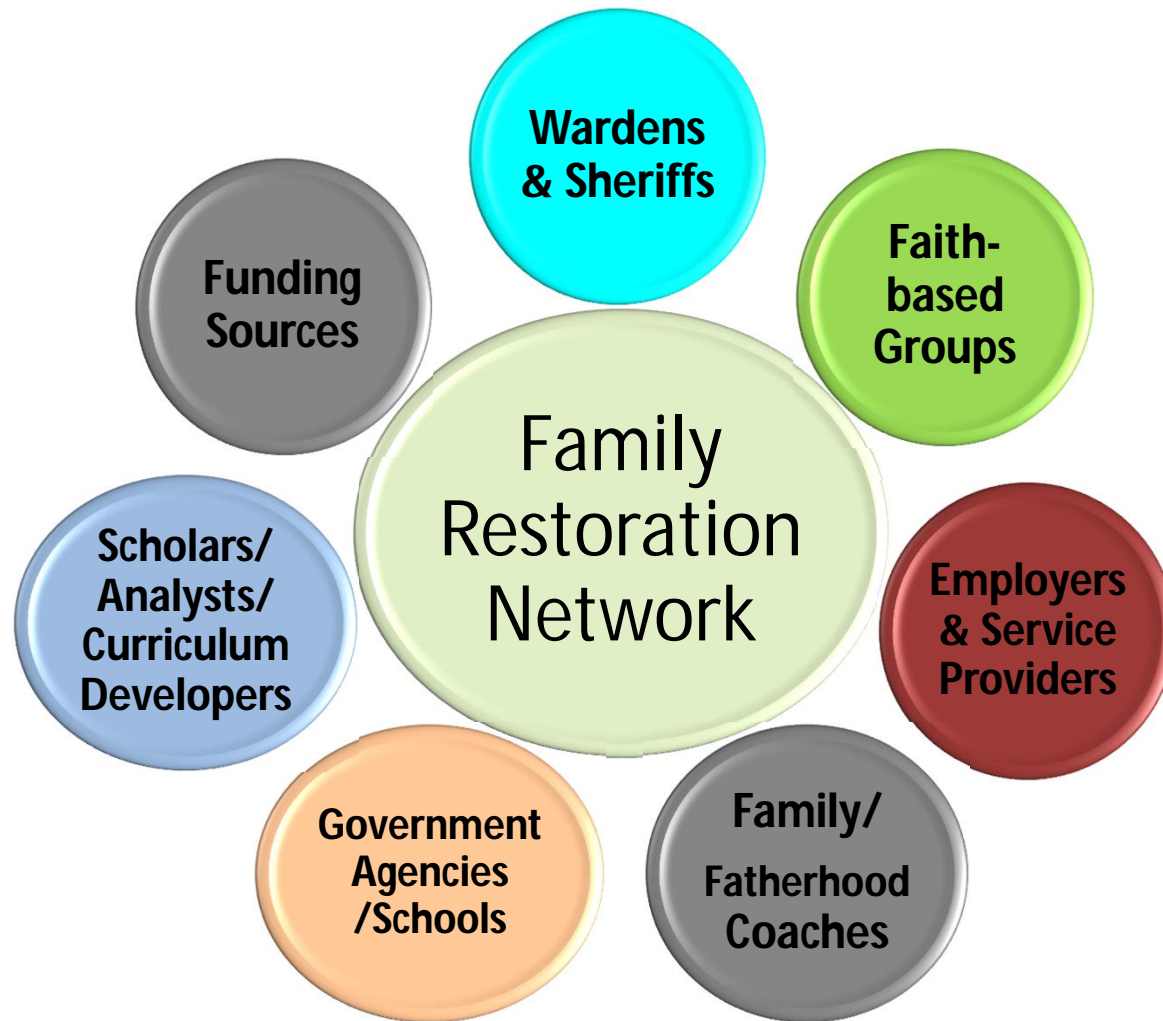 Wardens
& Sheriffs
Funding
Sources
Faith-
based
Groups
Family
Restoration
Network
Scholars/
Analysts/
Curriculum
Developers
Employers
& Service
Providers
Government
Agencies
/Schools
Family/
Fatherhood
Coaches